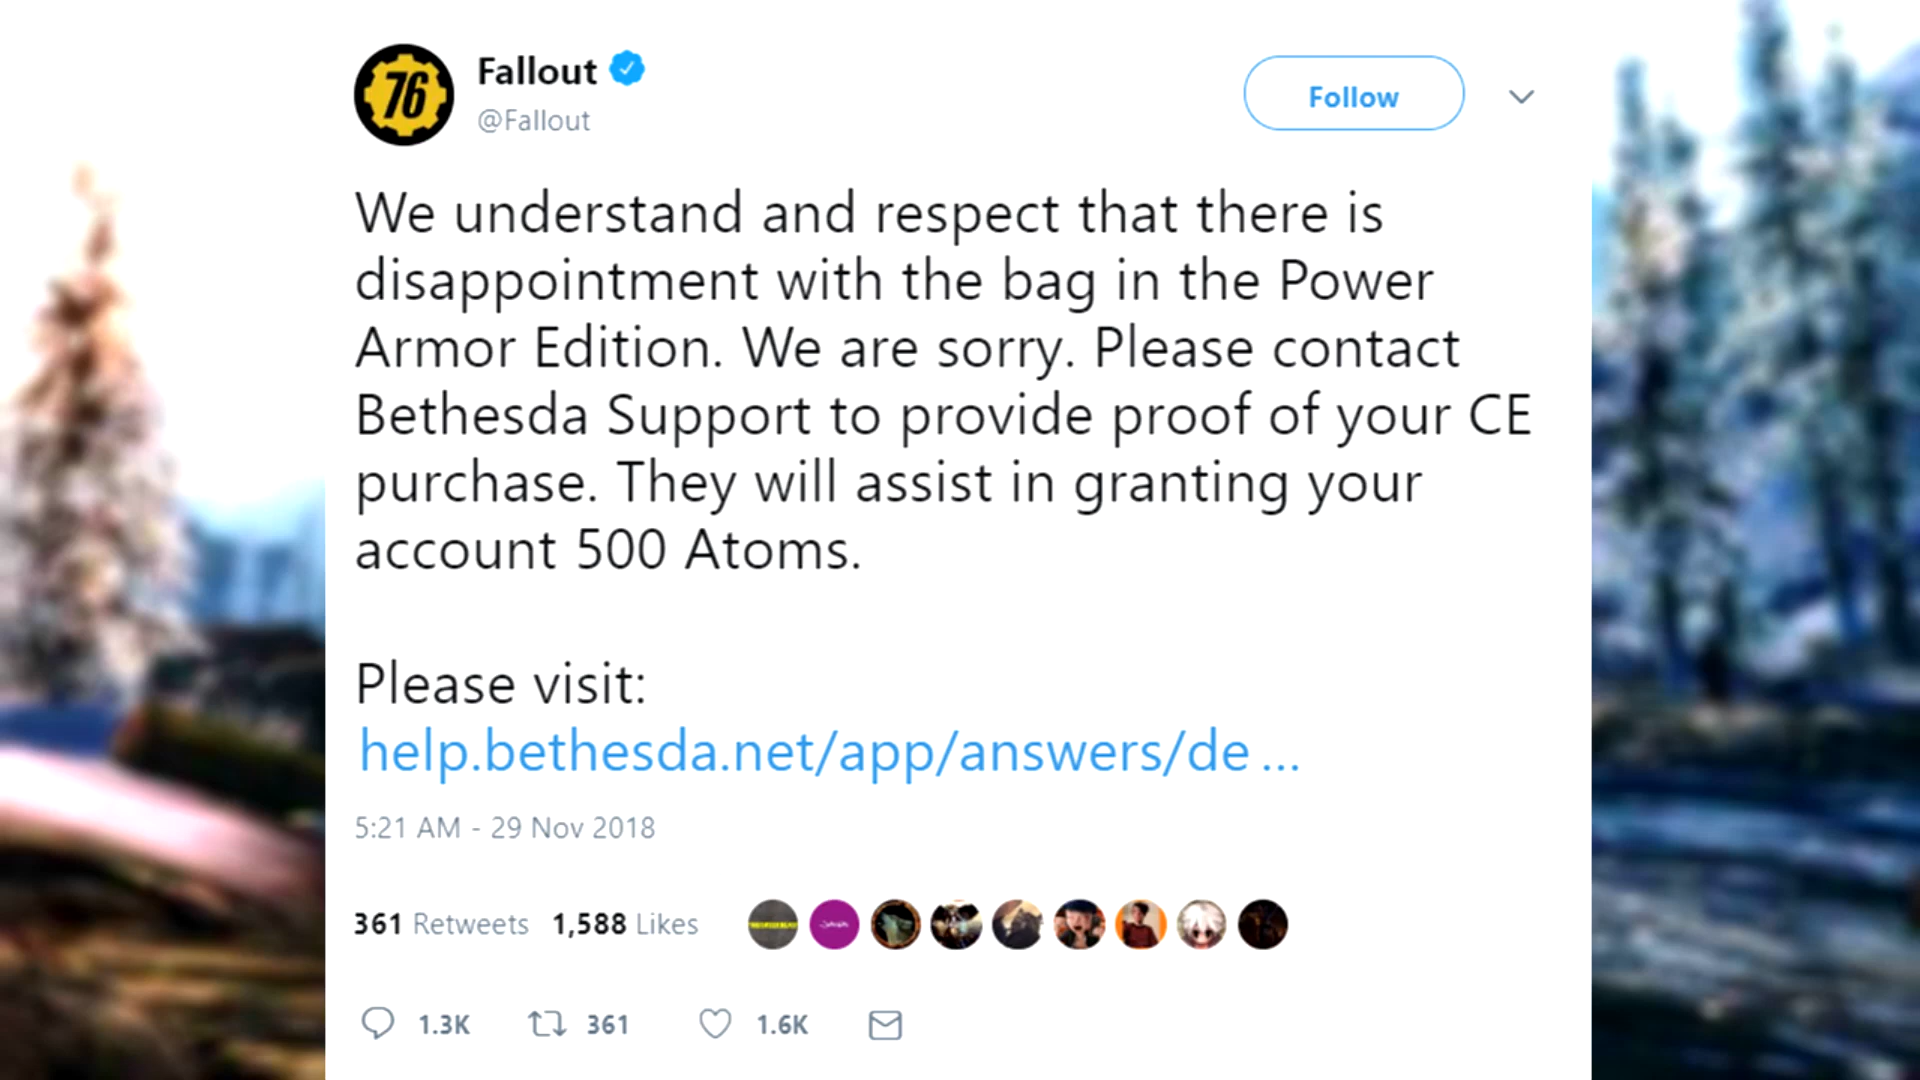 76
Fallout
@Fallout
Follow
We understand and respect that there is
disappointment with the bag in the Power
Armor Edition. We are sorry. Please contact
Bethesda Support to provide proof of your CE
purchase. They will assist in granting your
account 500 Atoms.
Please visit:
help.bethesda.net/app/answers/de ...
5:21 AM - 29 Nov 2018
361 Retweets 1,588 Likes
1.3K 361 1.6K